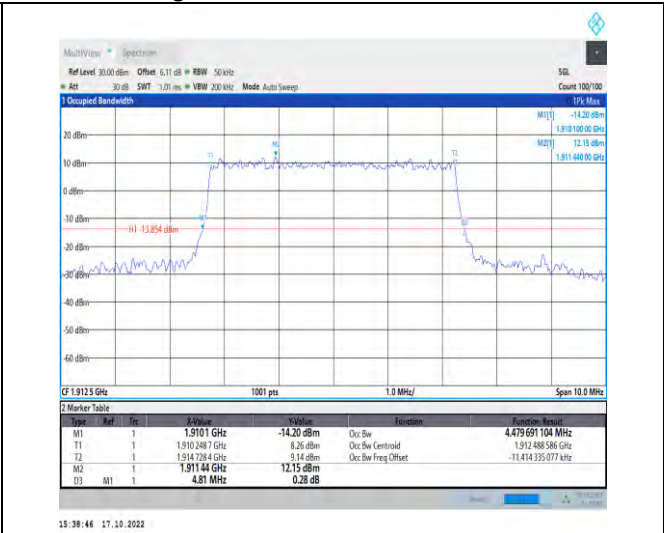 MultiView Spectrum
Ref Level 30.00 dBm Offset 6.11 dB RBW 50 kHz SGL
Att 30 dB SWT 1.01 ms VBW 200 kHz Mode Auto Sweep Count 100/100
1 Occupied Bandwidth 1Pk Max
M1[1] -14.20 dBm
1.910 100 00 GHz
M2[1] 12.15 dBm
1.911 440 00 GHz
20 dBm
M2
T1 T2
10 dBm
0 dBm
-10 dBm
M1 D3
H1 -13.854 dBm
-20 dBm
-30 dBm
-40 dBm
-50 dBm
-60 dBm
CF 1.912 5 GHz 1001 pts 1.0 MHz/ Span 10.0 MHz
2 Marker Table
Type Ref Trc X-Value Y-Value Function Function Result
M1 1 1.9101 GHz -14.20 dBm Occ Bw 4.479 691 104 MHz
T1 1 1.910 248 7 GHz 8.26 dBm Occ Bw Centroid 1.912 488 586 GHz
T2 1 1.914 728 4 GHz 9.14 dBm Occ Bw Freq Offset -11.414 335 077 kHz
M2 1 1.911 44 GHz 12.15 dBm
D3 M1 1 4.81 MHz 0.28 dB
15:38:46 17.10.2022